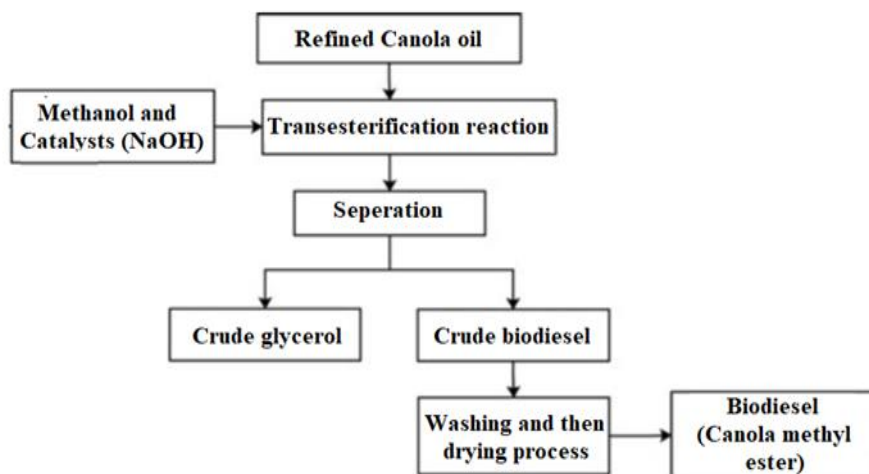 Refined Canola oil
Methanol and
Catalysts (NaOH)
Transesterification reaction
Seperation
Crude glycerol
Crude biodiesel
Washing and then
drying process
Biodiesel
(Canola methyl
ester)